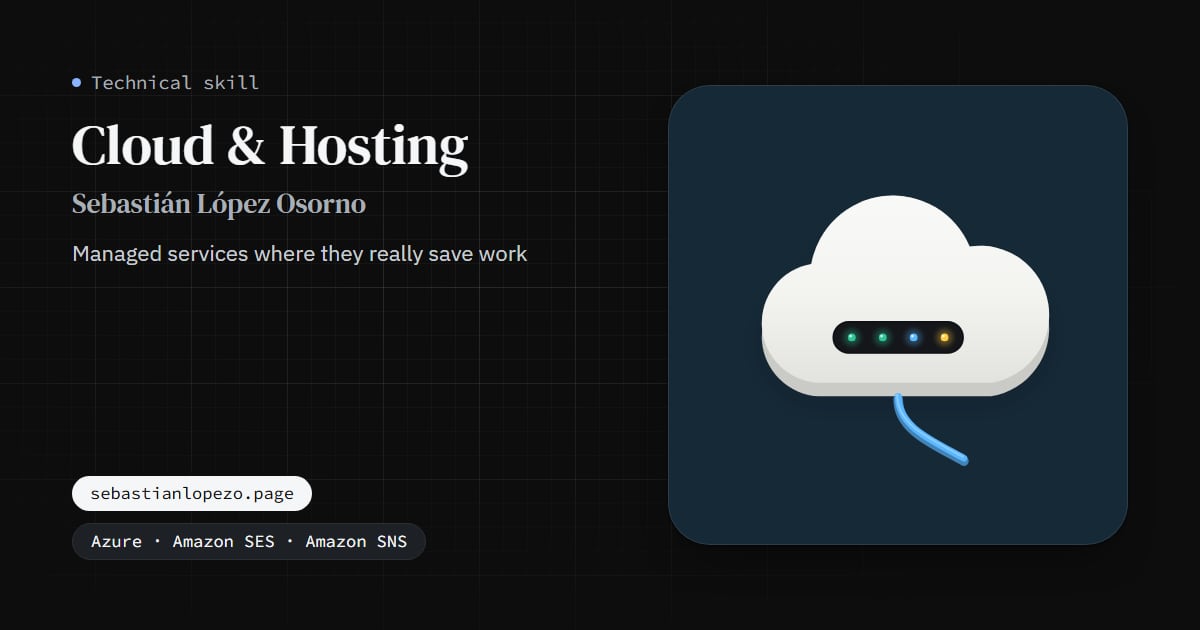 Technical skill
Cloud & Hosting
Sebastián López Osorno
Managed services where they really save work
sebastianlopezo.page
Azure · Amazon SES · Amazon SNS